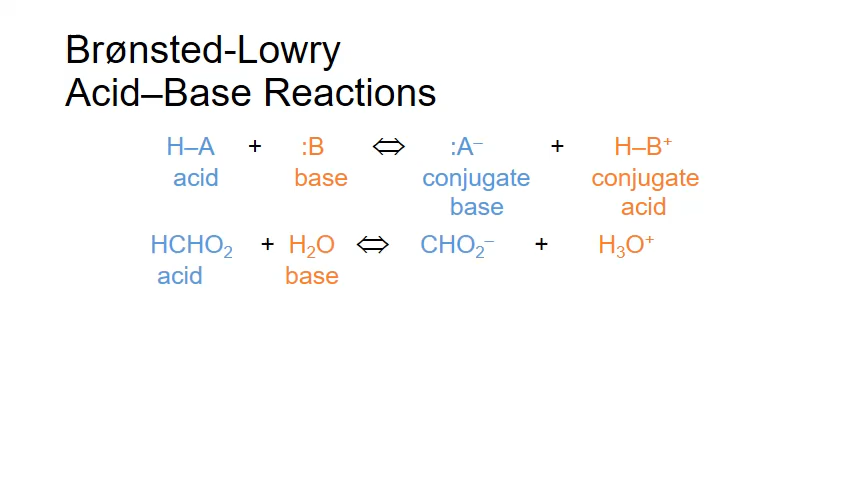 Brønsted-Lowry
Acid–Base Reactions
H–A + :B ⇔ :A⁻ + H–B⁺
acid base conjugate base conjugate acid
HCHO₂ + H₂O ⇔ CHO₂⁻ + H₃O⁺
acid base